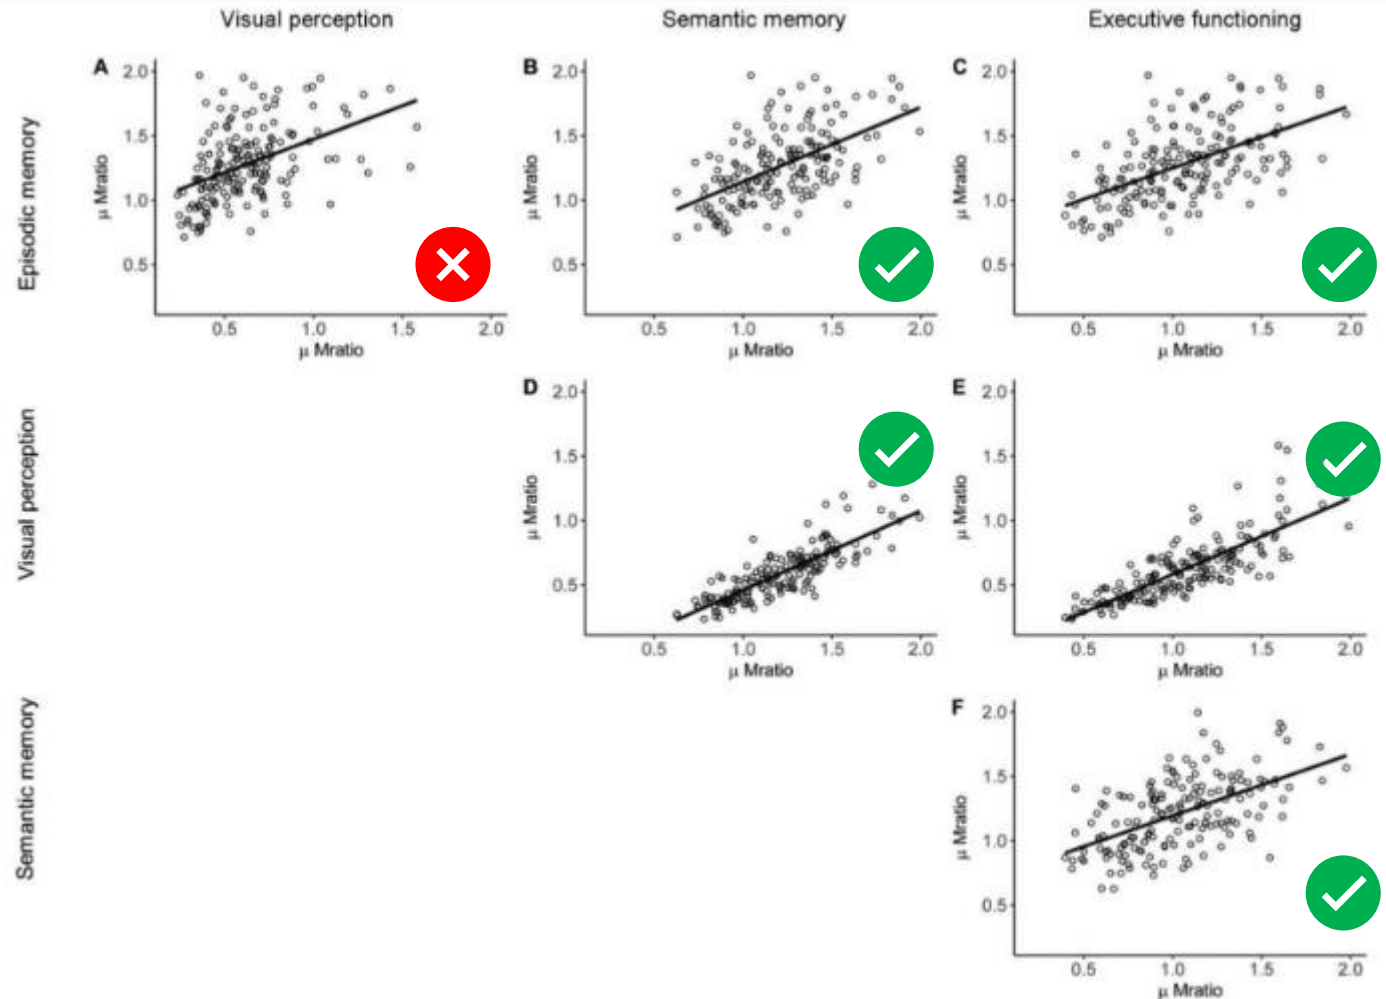 Visual perception
Semantic memory
Executive functioning
Episodic memory
A
2.0
1.5
1.0
0.5
μ Mratio
0.5 1.0 1.5 2.0
μ Mratio
B
2.0
1.5
1.0
0.5
μ Mratio
0.5 1.0 1.5 2.0
μ Mratio
C
2.0
1.5
1.0
0.5
μ Mratio
0.5 1.0 1.5 2.0
μ Mratio
Visual perception
D
2.0
1.5
1.0
0.5
μ Mratio
0.5 1.0 1.5 2.0
μ Mratio
E
2.0
1.5
1.0
0.5
μ Mratio
0.5 1.0 1.5 2.0
μ Mratio
Semantic memory
F
2.0
1.5
1.0
0.5
μ Mratio
0.5 1.0 1.5 2.0
μ Mratio